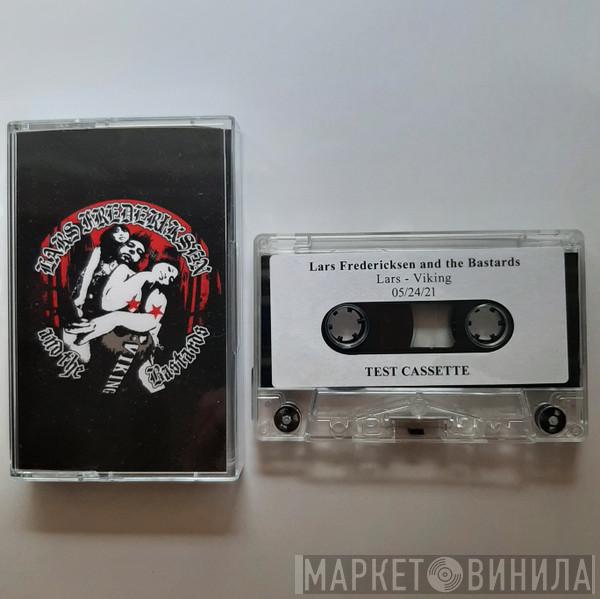 LARS FREDERIKSEN
and the Bastards
VIKING
Lars Fredericksen and the Bastards
Lars - Viking
05/24/21
TEST CASSETTE
МАРКЕТ ВИНИЛА